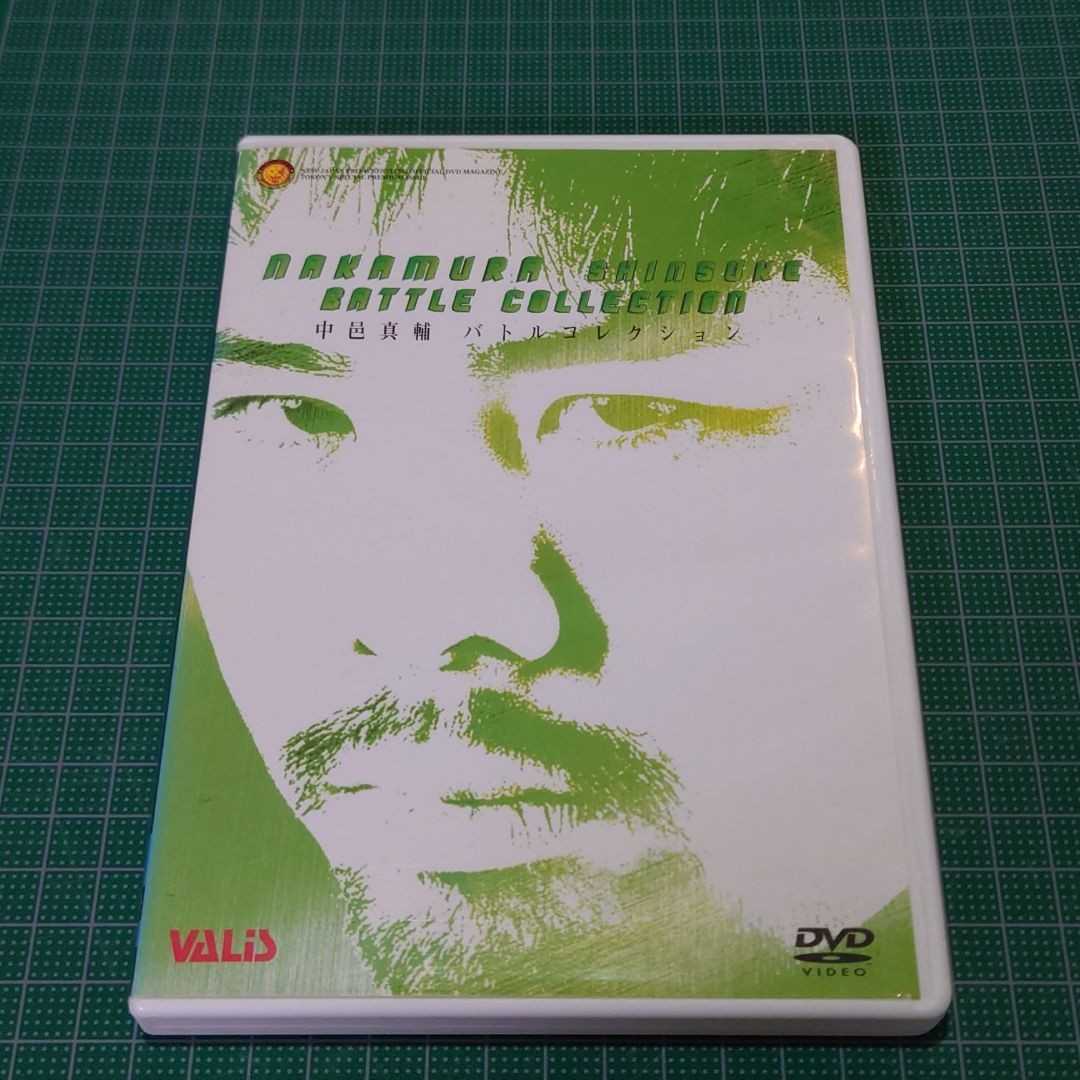 NEW JAPAN PRO-WRESTLING OFFICIAL DVD MAGAZINE
NAKAMURA SHINSUKE
BATTLE COLLECTION
中邑真輔 バトルコレクション
VALiS
DVD
VIDEO